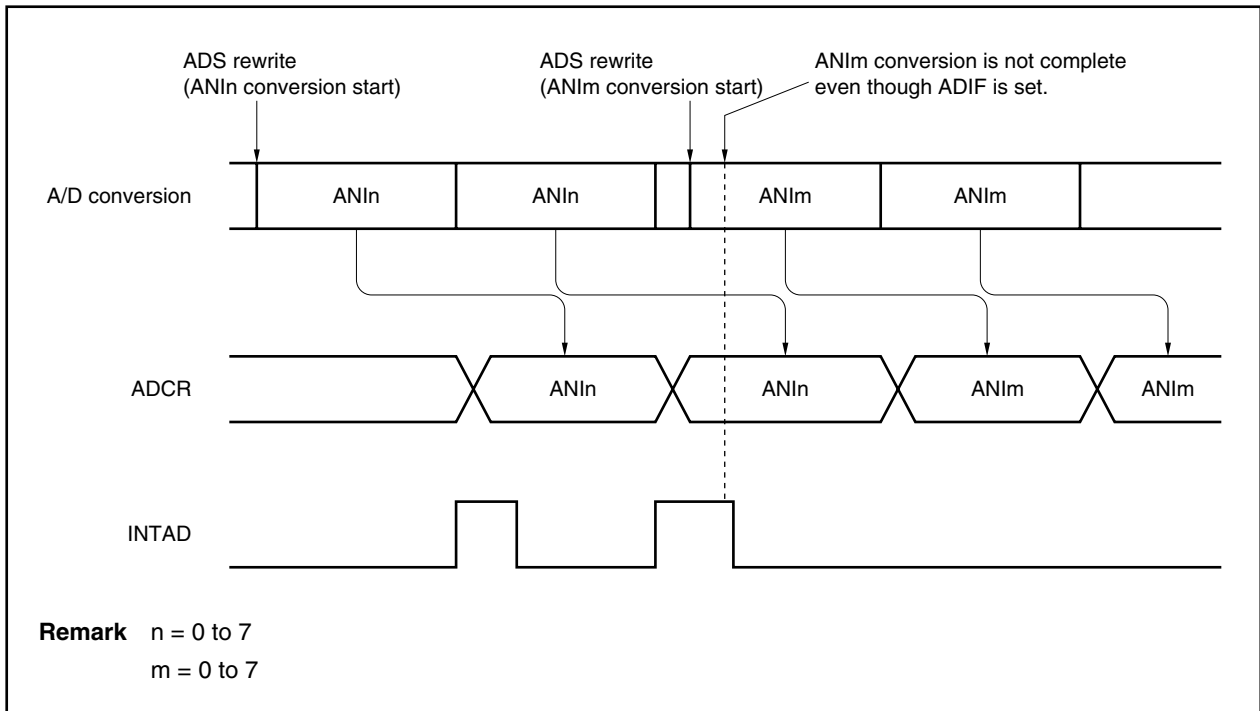 ADS rewrite
(ANIn conversion start)
ADS rewrite
(ANIm conversion start)
ANIm conversion is not complete
even though ADIF is set.
A/D conversion
ANIn
ANIn
ANIm
ANIm
ADCR
ANIn
ANIn
ANIm
ANIm
INTAD
Remark n = 0 to 7
m = 0 to 7